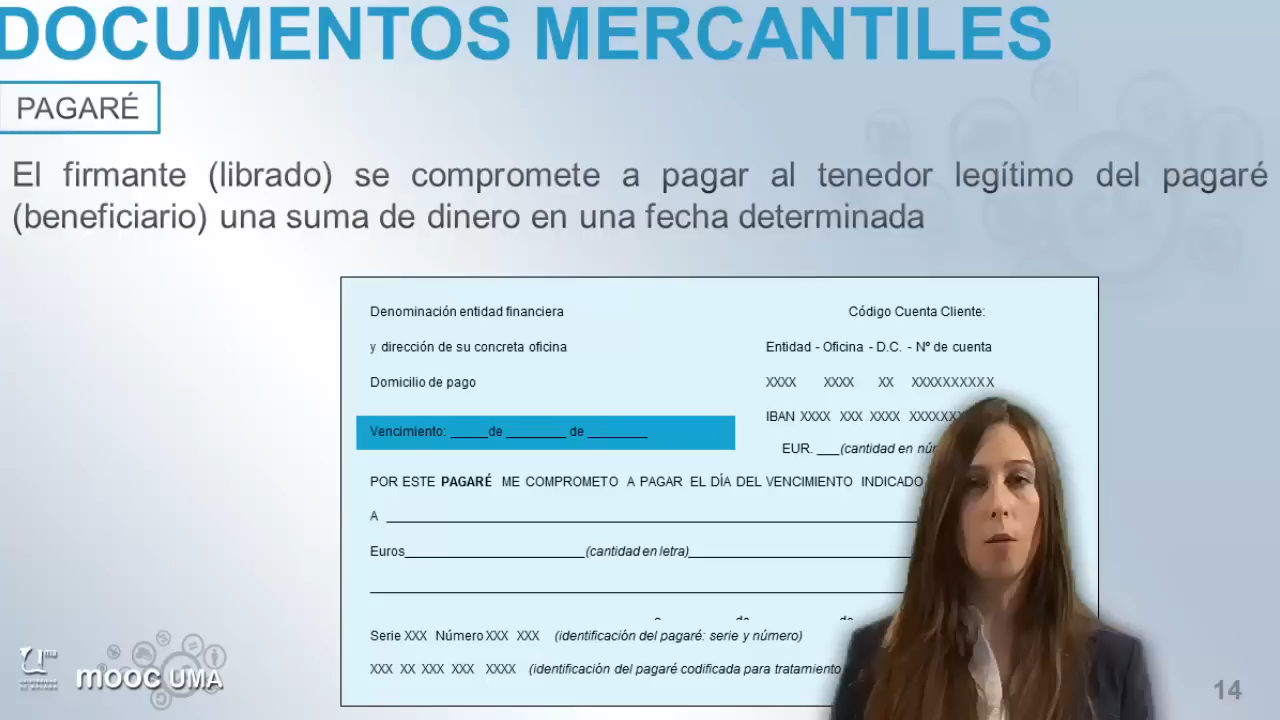 DOCUMENTOS MERCANTILES
PAGARÉ
El firmante (librado) se compromete a pagar al tenedor legítimo del pagaré
(beneficiario) una suma de dinero en una fecha determinada
Denominación entidad financiera
Código Cuenta Cliente:
y dirección de su concreta oficina
Entidad - Oficina - D.C. - Nº de cuenta
Domicilio de pago
XXXX XXXX XX XXXXXXXXXX
IBAN XXXX XXX XXXX XXXXXX
Vencimiento: _____de ________ de ________
EUR. ___(cantidad en
POR ESTE PAGARÉ ME COMPROMETO A PAGAR EL DÍA DEL VENCIMIENTO INDICADO
A
Euros________________________(cantidad en letra)______________________________
Serie XXX Número XXX XXX (identificación del pagaré: serie y número)
XXX XX XXX XXX XXXX (identificación del pagaré codificada para tratamiento
uma
mooc UMA
14